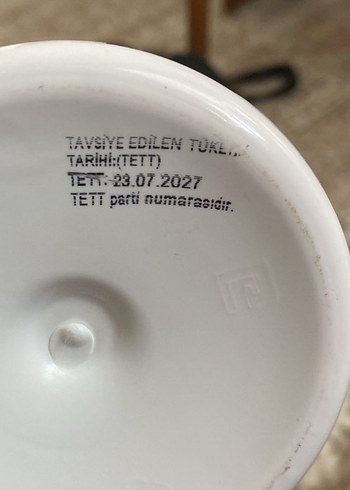 TAVSİYE EDİLEN
TARİHİ:(TETT)
TETT: 23.07.2027
TETT parti numarasıdır.